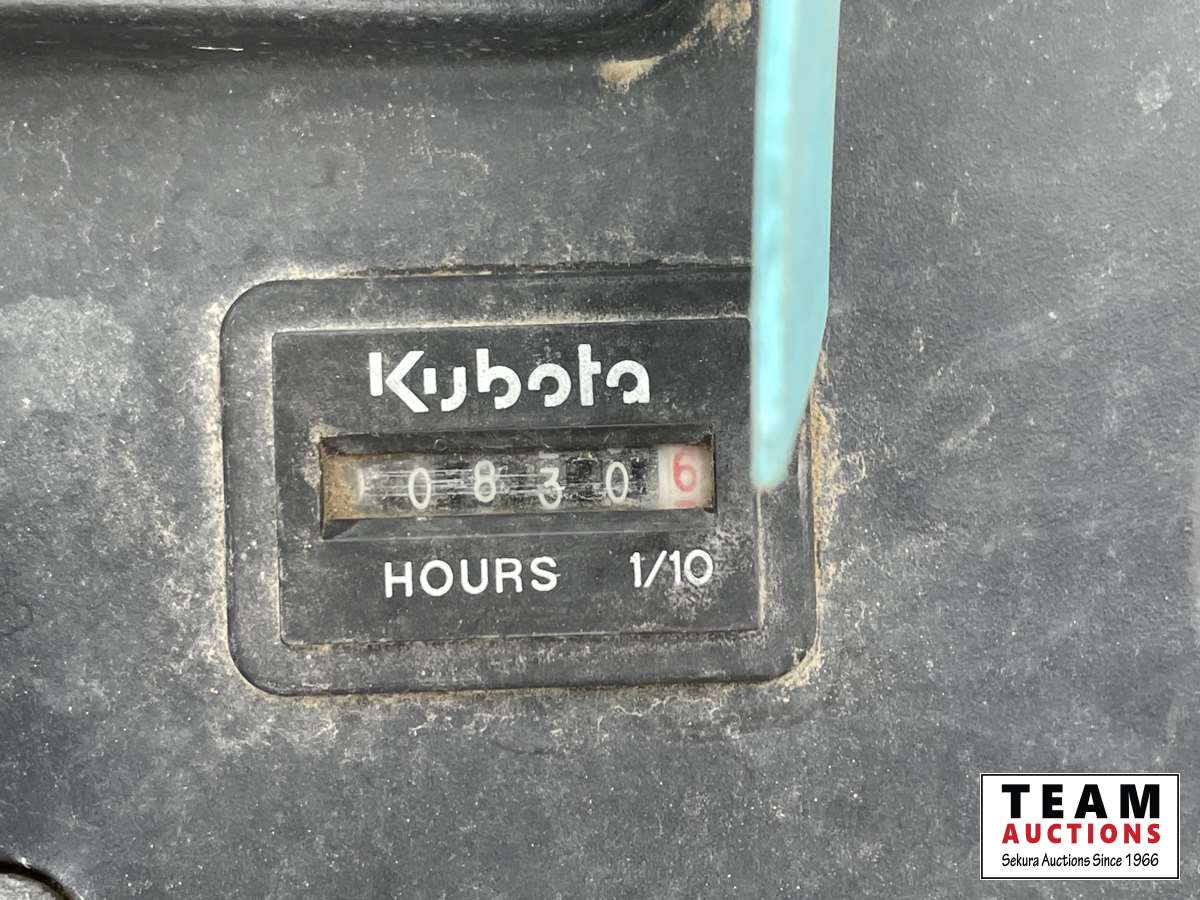 Kubota
0830 6
HOURS 1/10
TEAM
AUCTIONS
Sekura Auctions Since 1966